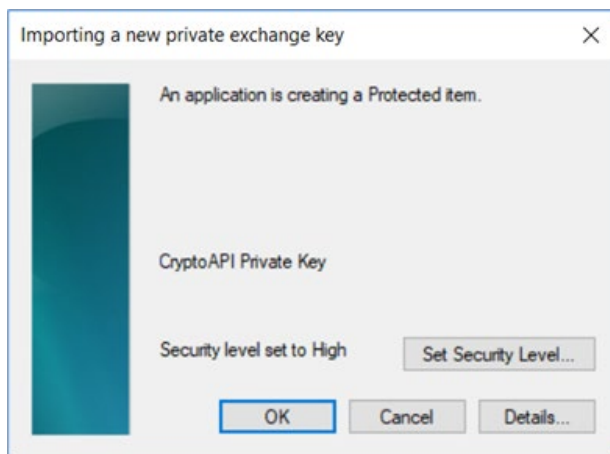 Importing a new private exchange key
An application is creating a Protected item.
CryptoAPI Private Key
Security level set to High
Set Security Level...
OK
Cancel
Details...